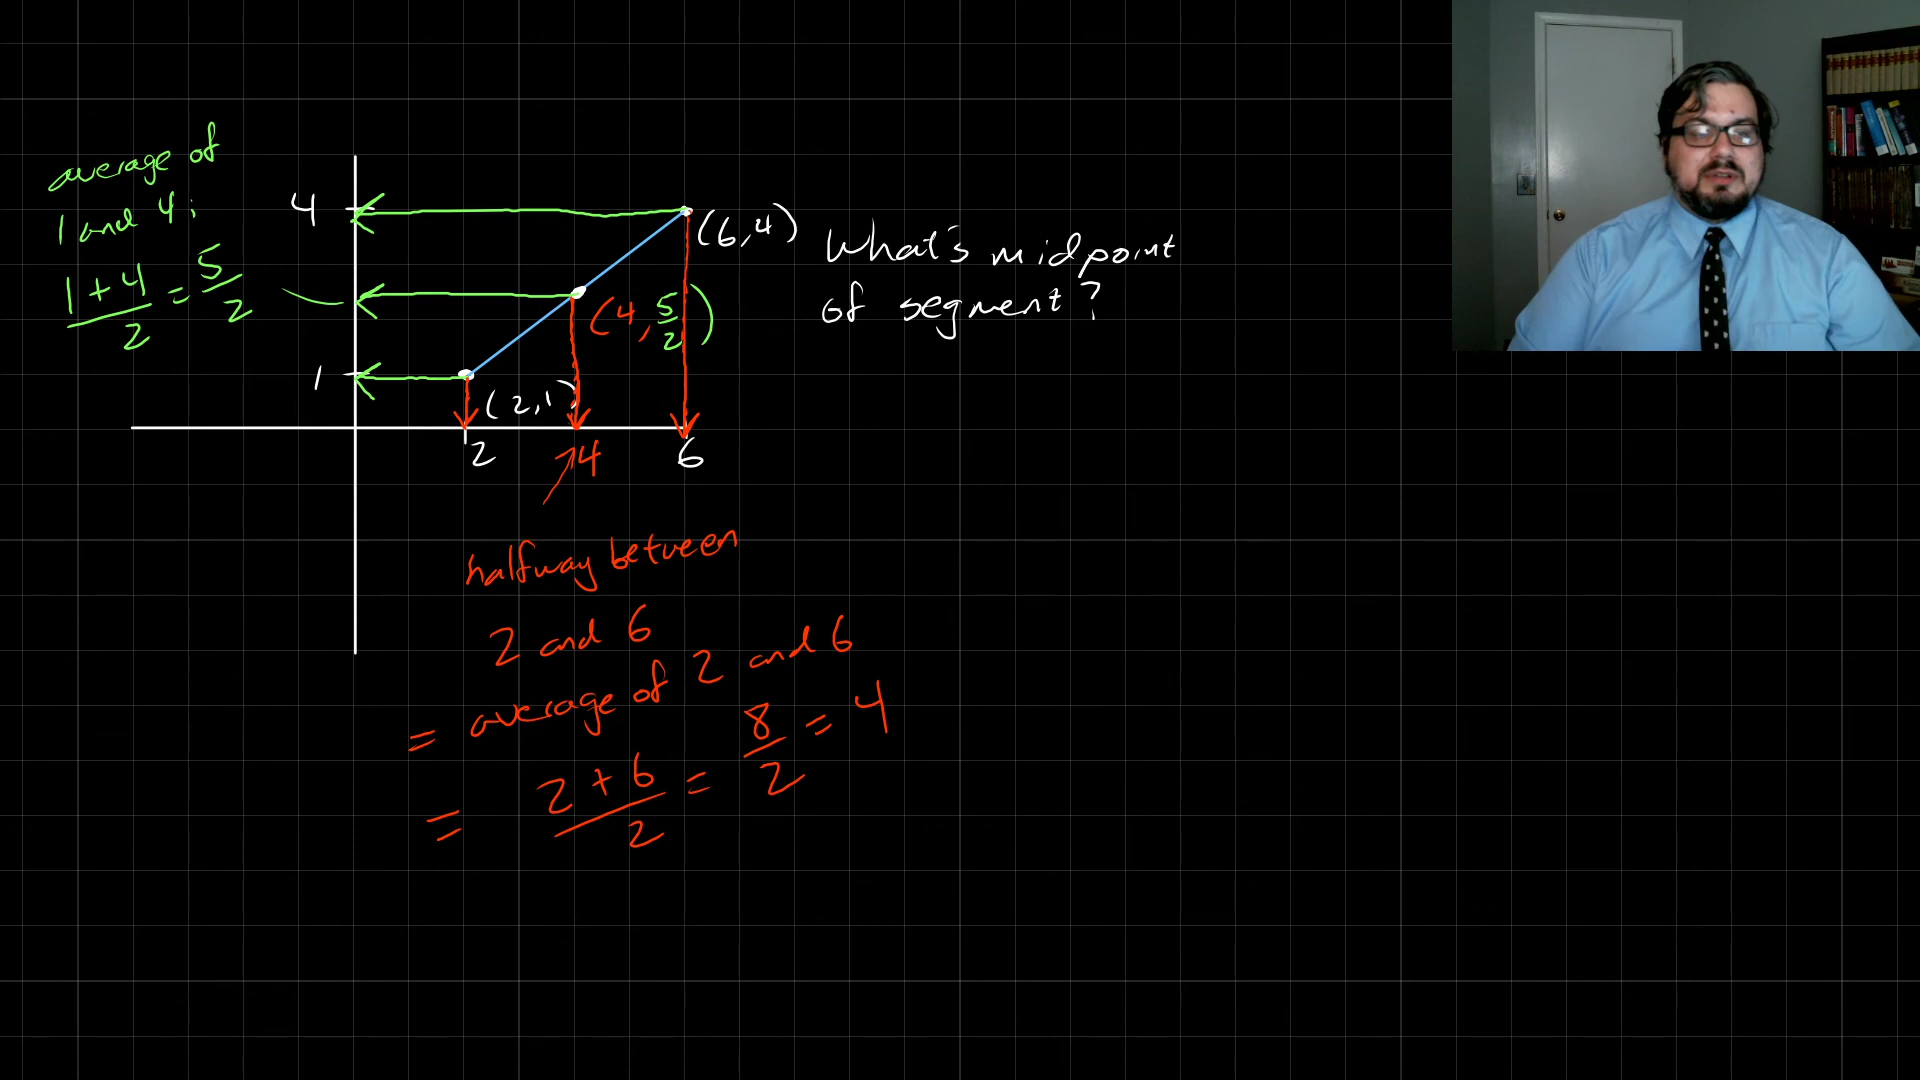 average of
1 and 4:
1+4/2 = 5/2
4
1
(6,4)
(4, 5/2)
(2,1)
2
4
6
What's midpoint
of segment?
halfway between
2 and 6
= average of 2 and 6
= 2+6/2 = 8/2 = 4